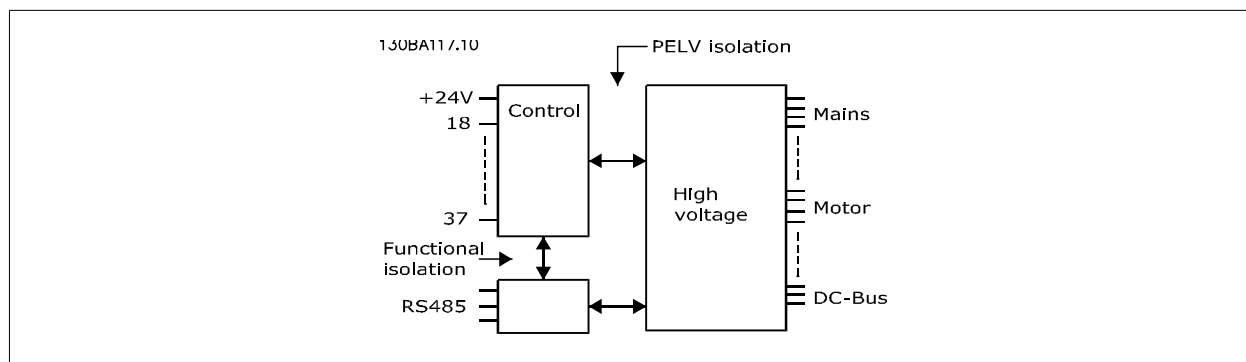 130BA117.10
PELV isolation
+24V
Control
Mains
18
High
voltage
Motor
37
Functional
isolation
RS485
DC-Bus